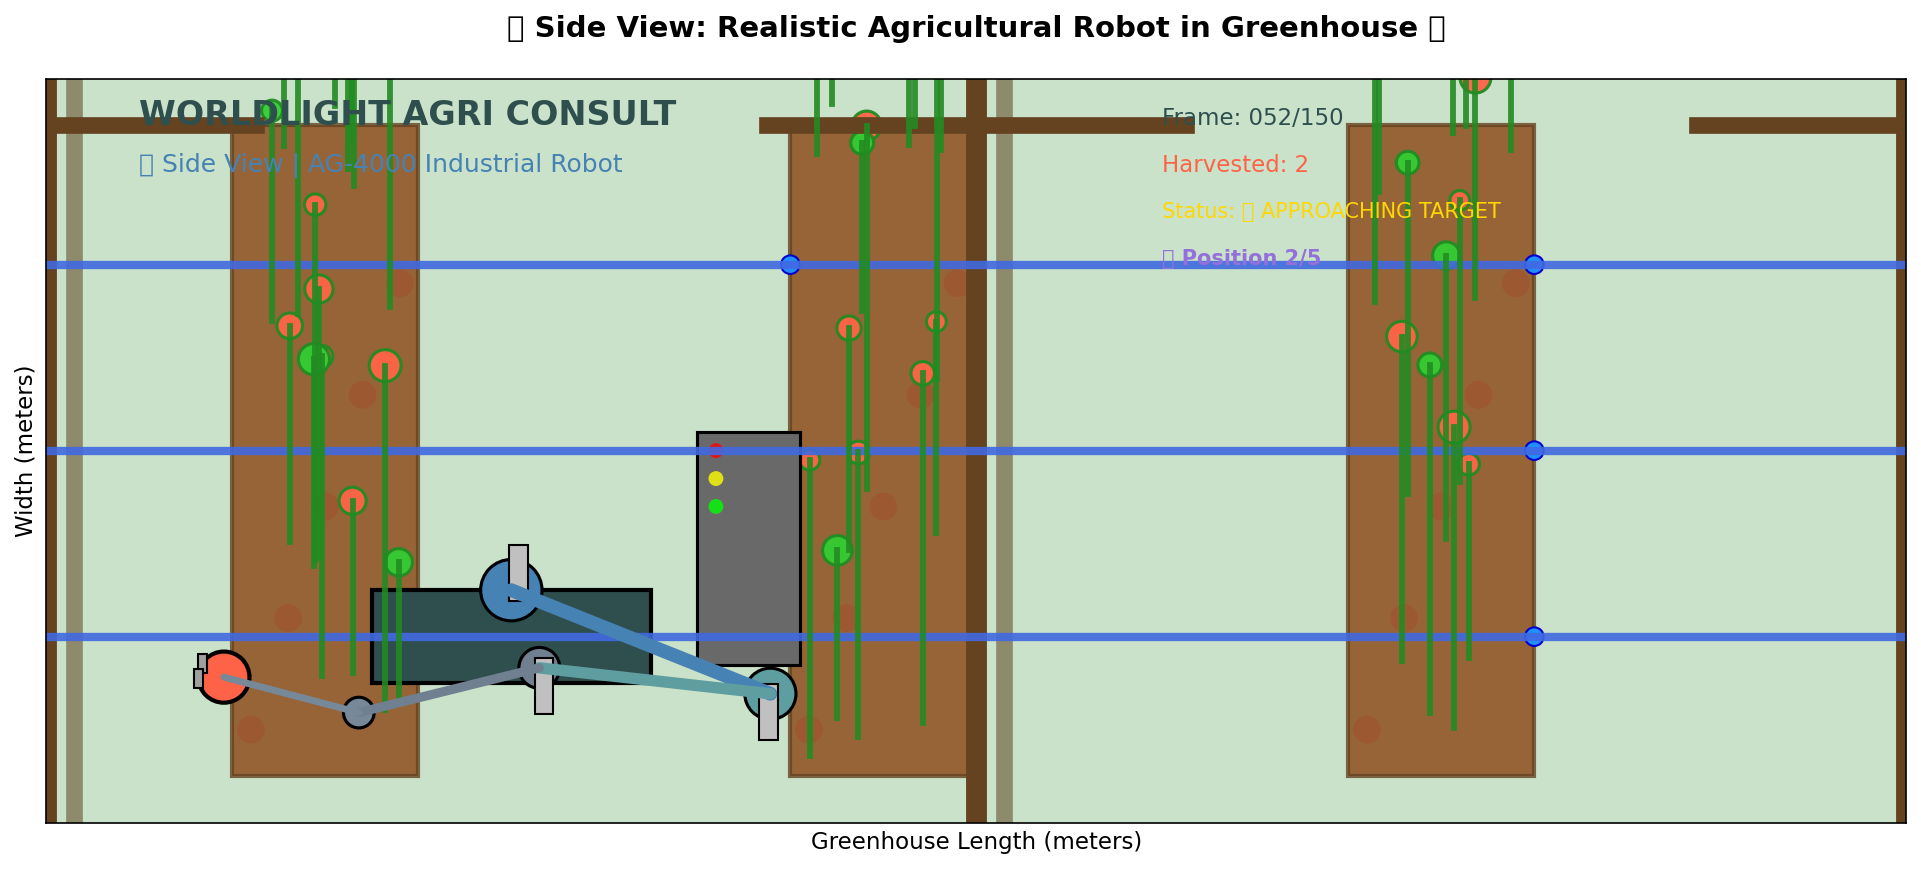 ▯ Side View: Realistic Agricultural Robot in Greenhouse ▯
WORLDLIGHT AGRI CONSULT
▯ Side View | AG-4000 Industrial Robot
Frame: 052/150
Harvested: 2
Status: ▯ APPROACHING TARGET
▯ Position 2/5
Width (meters)
Greenhouse Length (meters)